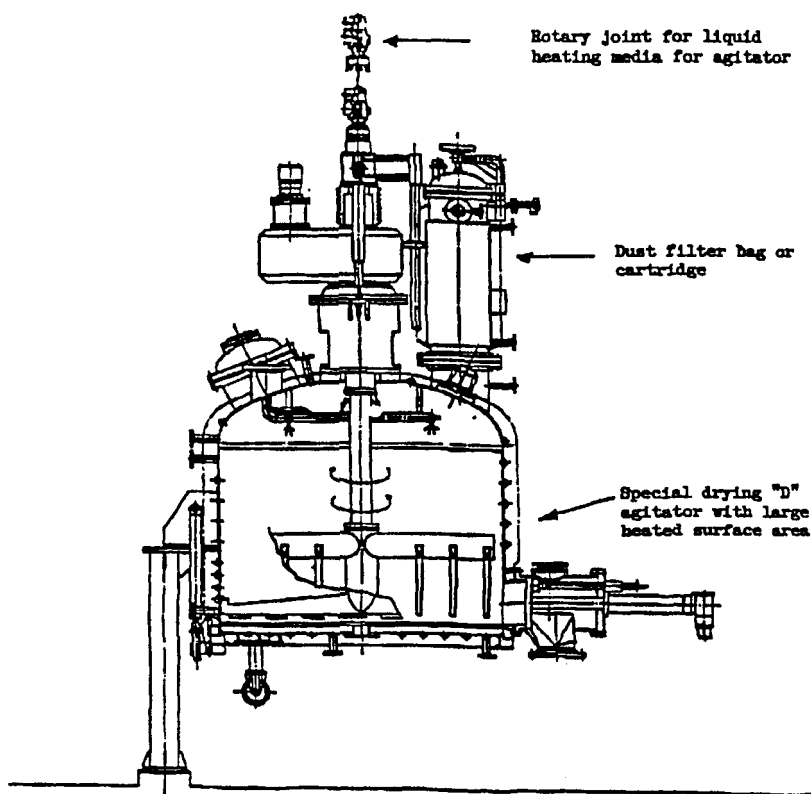 Rotary joint for liquid
heating media for agitator
Dust filter bag or
cartridge
Special drying "D"
agitator with large
heated surface area